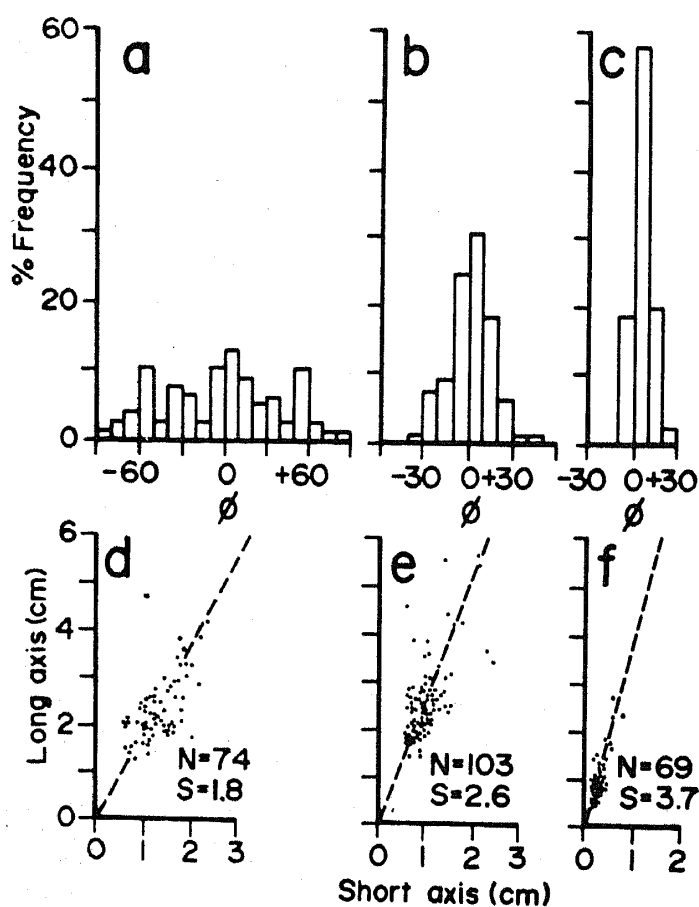 60
a
b
c
% Frequency
40
20
0
-60 0 +60
-30 0 +30
-30 0 +30
ø
ø
ø
6
d
e
f
Long axis (cm)
4
2
N=74
S=1.8
N=103
S=2.6
N=69
S=3.7
0
0 1 2 3
0 1 2 3
0 1 2
Short axis (cm)